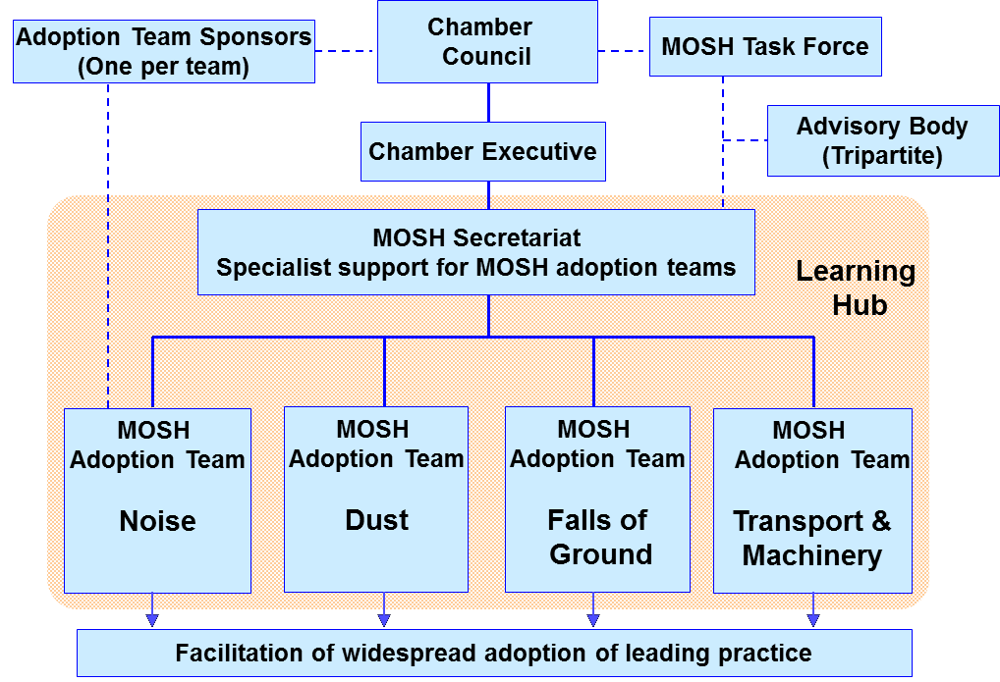 Adoption Team Sponsors
(One per team)
Chamber
Council
MOSH Task Force
Advisory Body
(Tripartite)
Chamber Executive
MOSH Secretariat
Specialist support for MOSH adoption teams
Learning
Hub
MOSH
Adoption Team
Noise
MOSH
Adoption Team
Dust
MOSH
Adoption Team
Falls of
Ground
MOSH
Adoption Team
Transport &
Machinery
Facilitation of widespread adoption of leading practice